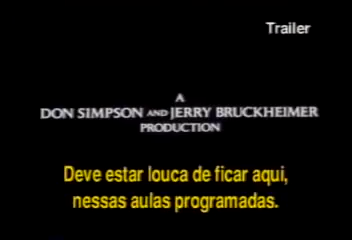 Trailer
A
DON SIMPSON AND JERRY BRUCKHEIMER
PRODUCTION
Deve estar louca de ficar aqui,
nessas aulas programadas.